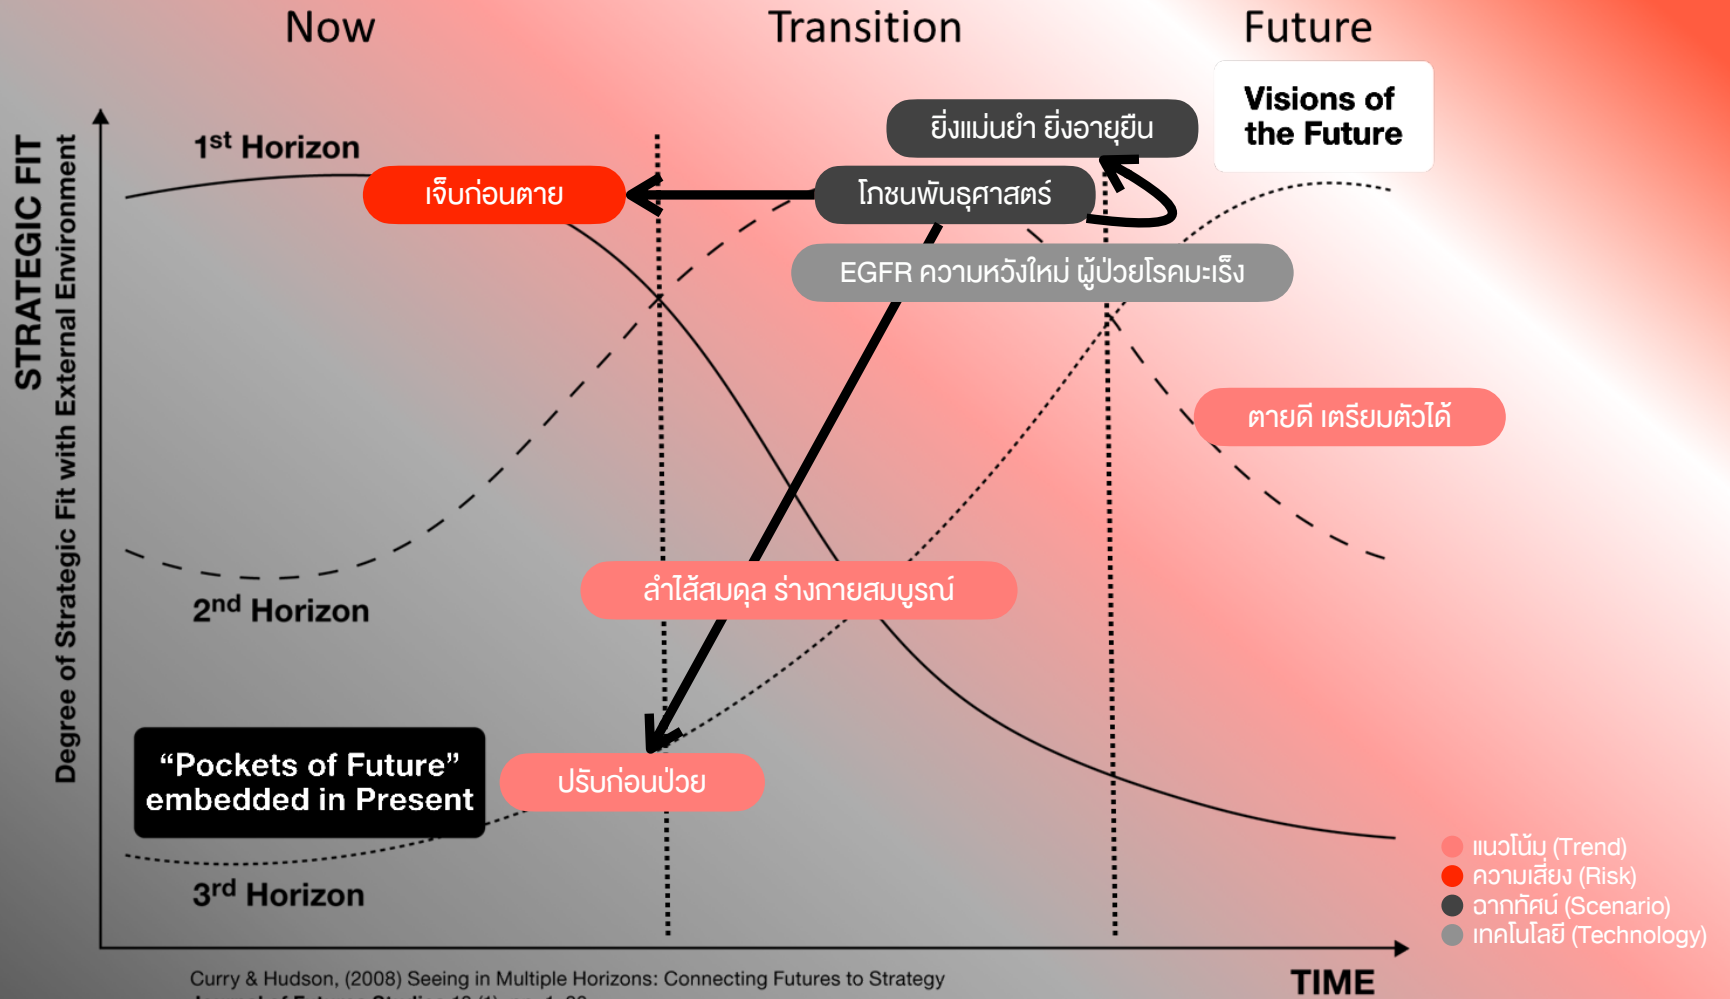 Now
Transition
Future
Visions of
the Future
STRATEGIC FIT
Degree of Strategic Fit with External Environment
1st Horizon
ยิ่งแม่นยำ ยิ่งอายุยืน
เจ็บก่อนตาย
โภชนพันธุศาสตร์
EGFR ความหวังใหม่ ผู้ป่วยโรคมะเร็ง
ตายดี เตรียมตัวได้
ลำไส้สมดุล ร่างกายสมบูรณ์
2nd Horizon
“Pockets of Future”
embedded in Present
ปรับก่อนป่วย
3rd Horizon
แนวโน้ม (Trend)
ความเสี่ยง (Risk)
ฉากทัศน์ (Scenario)
เทคโนโลยี (Technology)
TIME
Curry & Hudson, (2008) Seeing in Multiple Horizons: Connecting Futures to Strategy